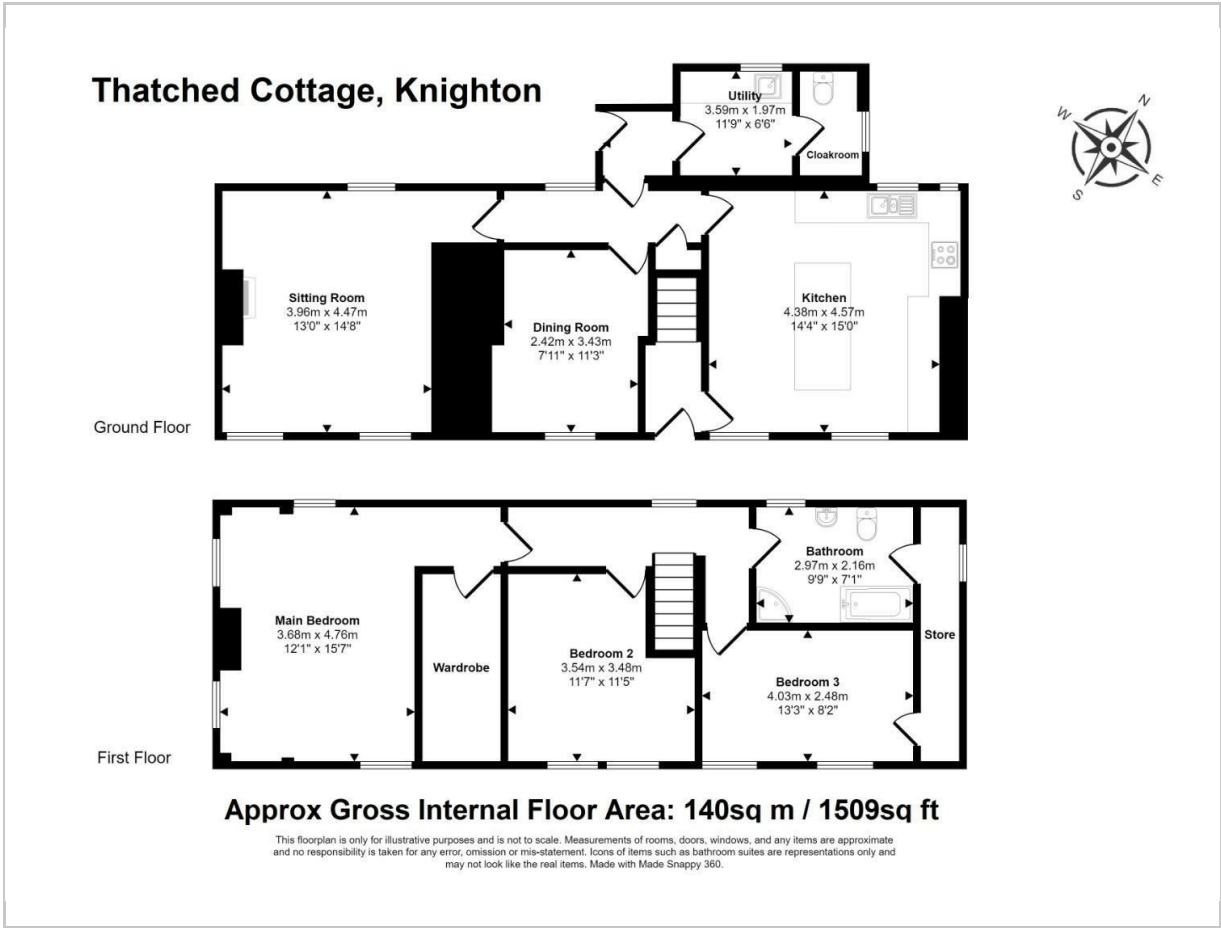 Thatched Cottage, Knighton
Utility
3.59m x 1.97m
11'9" x 6'6"
Cloakroom
N
W
E
S
Sitting Room
3.96m x 4.47m
13'0" x 14'8"
Dining Room
2.42m x 3.43m
7'11" x 11'3"
Kitchen
4.38m x 4.57m
14'4" x 15'0"
Ground Floor
Main Bedroom
3.68m x 4.76m
12'1" x 15'7"
Wardrobe
Bedroom 2
3.54m x 3.48m
11'7" x 11'5"
Bathroom
2.97m x 2.16m
9'9" x 7'1"
Store
Bedroom 3
4.03m x 2.48m
13'3" x 8'2"
First Floor
Approx Gross Internal Floor Area: 140sq m / 1509sq ft
This floorplan is only for illustrative purposes and is not to scale. Measurements of rooms, doors, windows, and any items are approximate
and no responsibility is taken for any error, omission or mis-statement. Icons of items such as bathroom suites are representations only and
may not look like the real items. Made with Made Snappy 360.